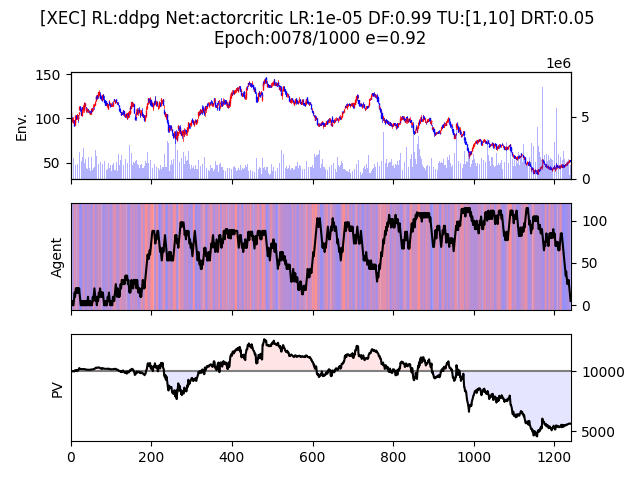 [XEC] RL:ddpg Net:actorcritic LR:1e-05 DF:0.99 TU:[1,10] DRT:0.05
Epoch:0078/1000 e=0.92
1e6
150
100
50
Env.
5
0
Agent
100
50
0
PV
10000
5000
0
200
400
600
800
1000
1200